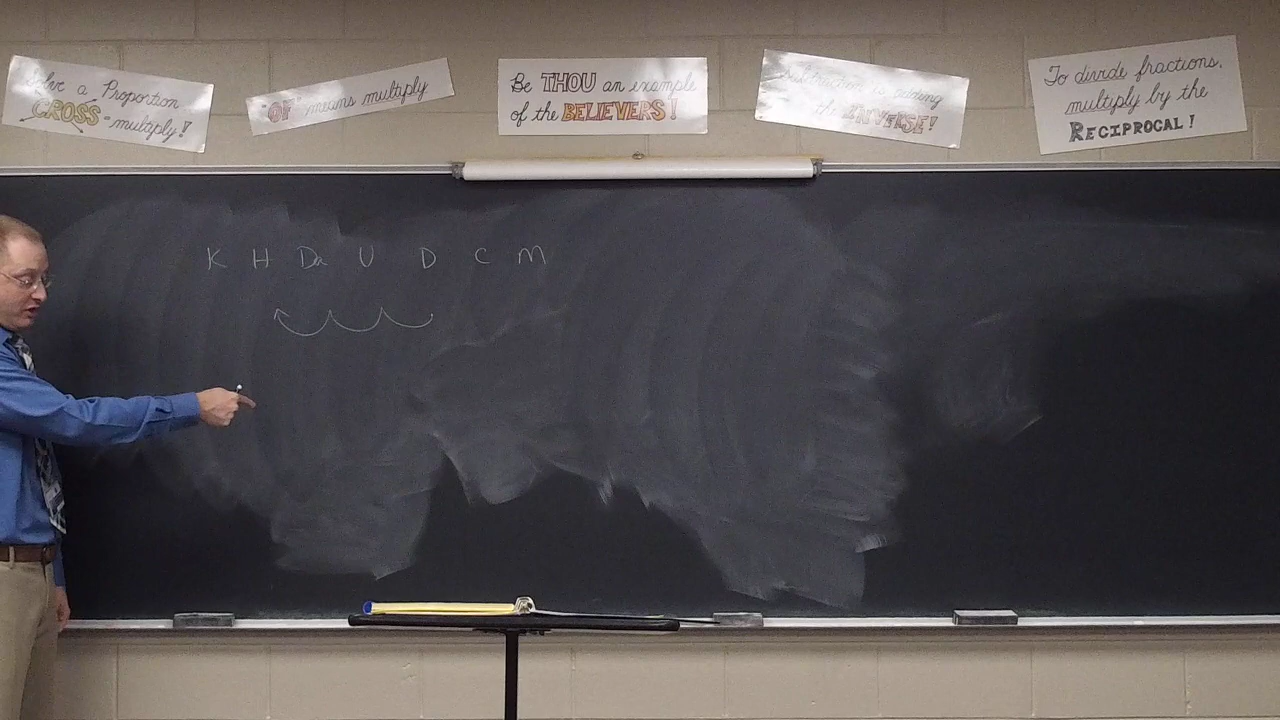 Solve a Proportion
CROSS-multiply!
"OF" means multiply
Be THOU an example
of the BELIEVERS!
Subtraction is adding
the INVERSE!
To divide fractions,
multiply by the
RECIPROCAL!
K H Da U D C M